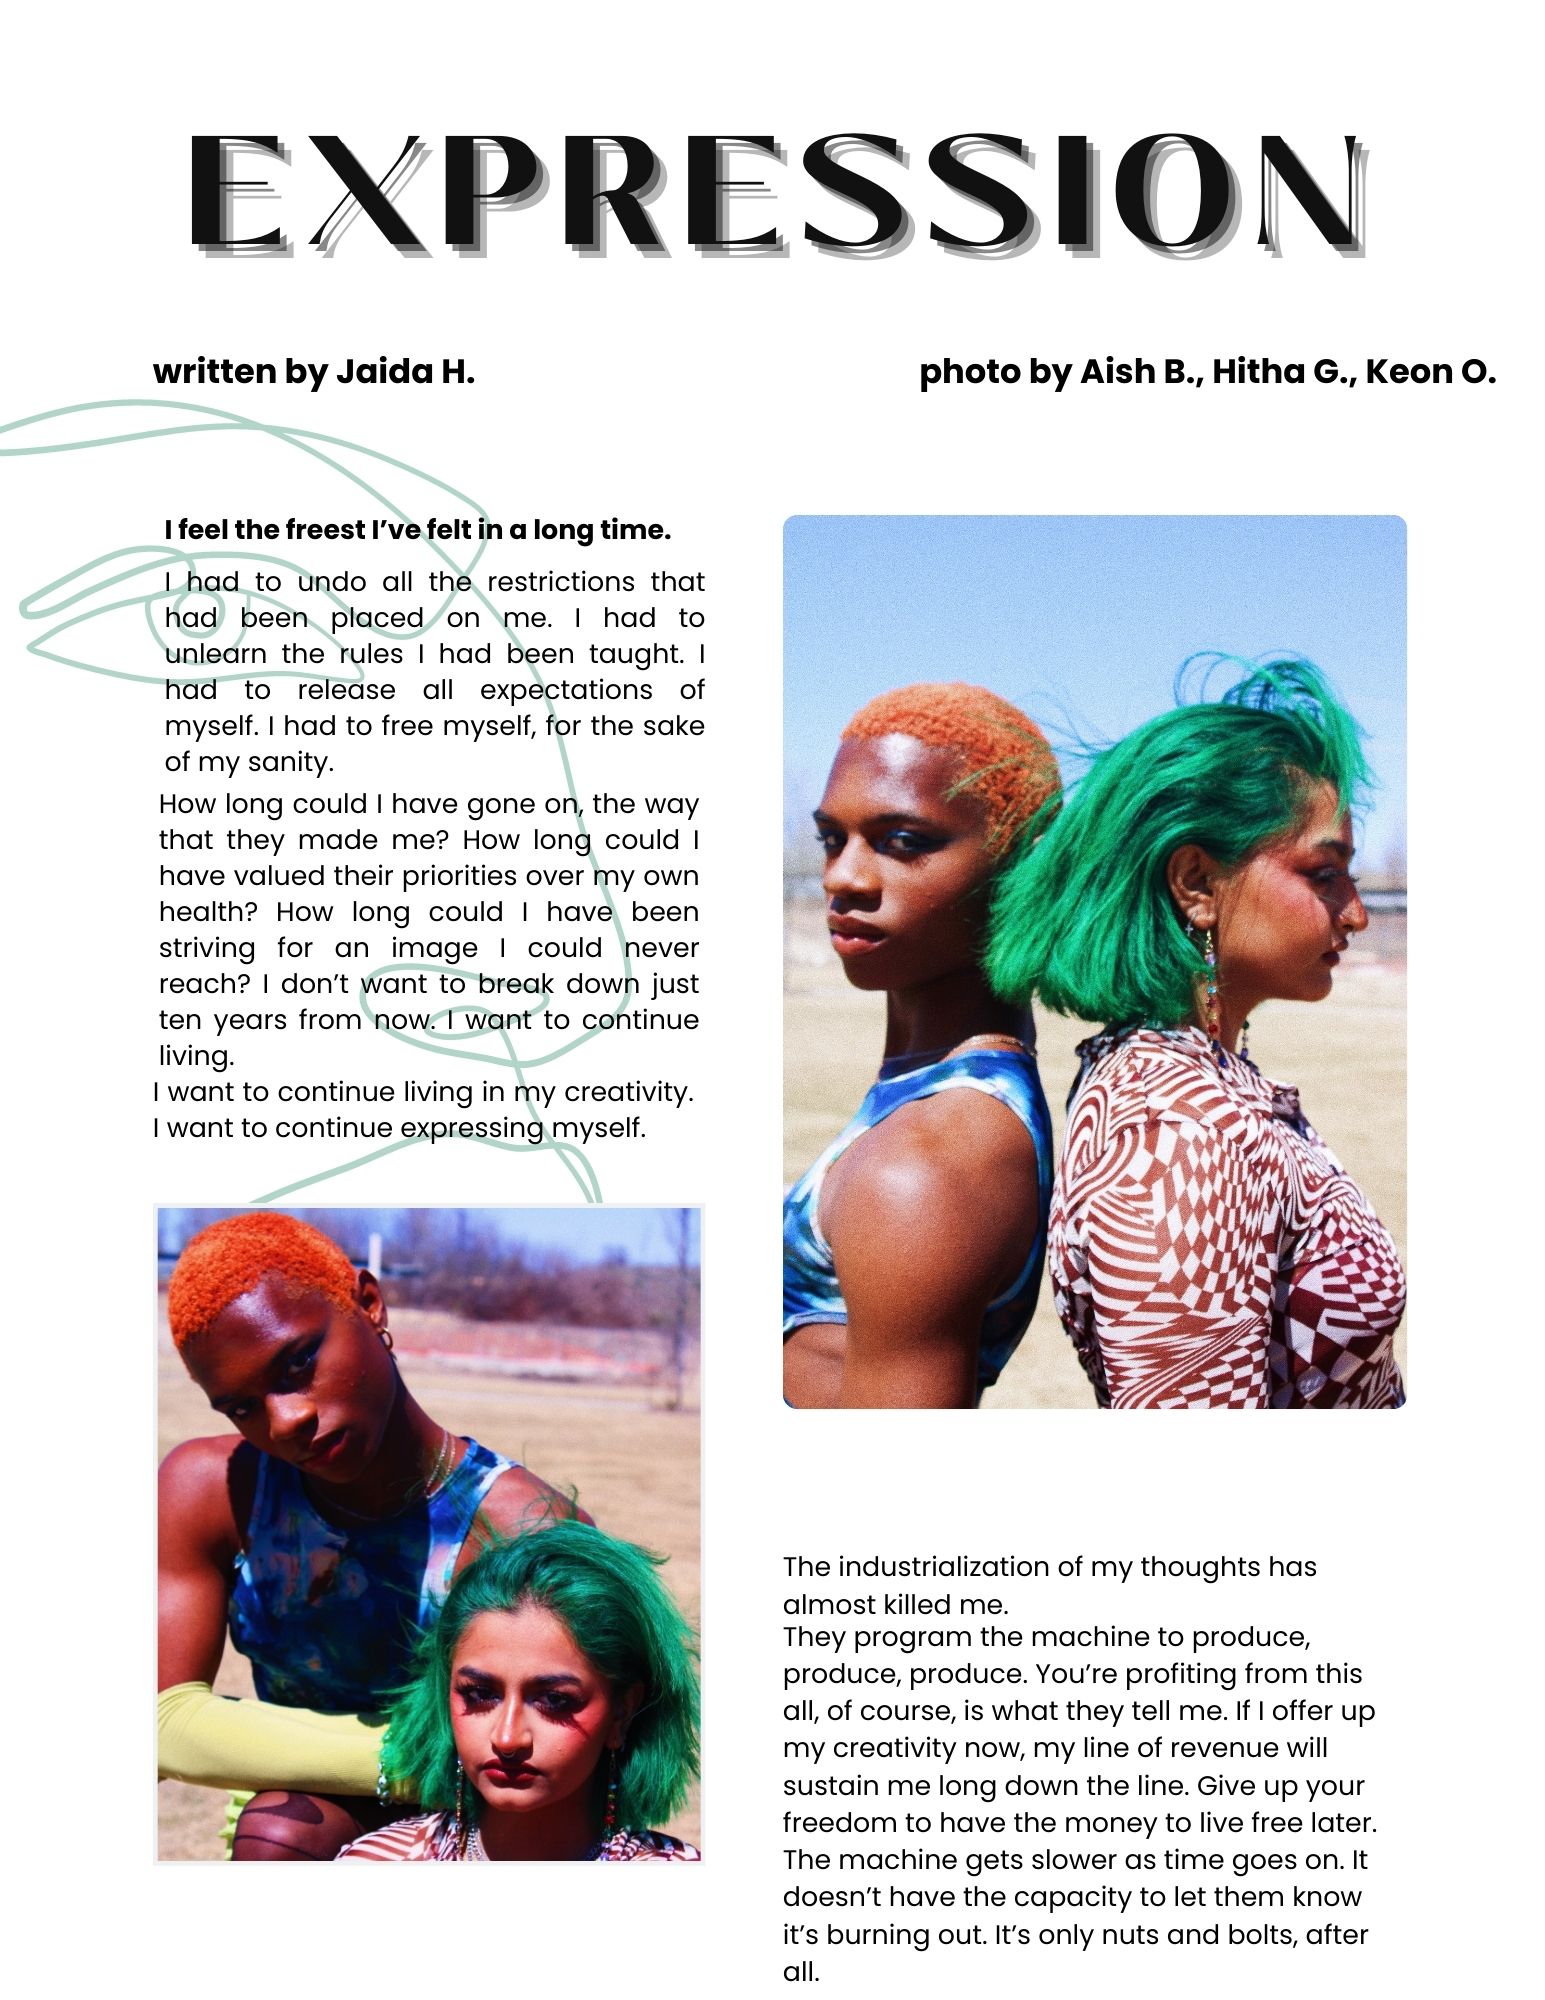 EXPRESSION
written by Jaida H.
photo by Aish B., Hitha G., Keon O.
I feel the freest I’ve felt in a long time.
I had to undo all the restrictions that
had been placed on me. I had to
unlearn the rules I had been taught. I
had to release all expectations of
myself. I had to free myself, for the sake
of my sanity.
How long could I have gone on, the way
that they made me? How long could I
have valued their priorities over my own
health? How long could I have been
striving for an image I could never
reach? I don’t want to break down just
ten years from now. I want to continue
living.
I want to continue living in my creativity.
I want to continue expressing myself.
The industrialization of my thoughts has
almost killed me.
They program the machine to produce,
produce, produce. You’re profiting from this
all, of course, is what they tell me. If I offer up
my creativity now, my line of revenue will
sustain me long down the line. Give up your
freedom to have the money to live free later.
The machine gets slower as time goes on. It
doesn’t have the capacity to let them know
it’s burning out. It’s only nuts and bolts, after
all.